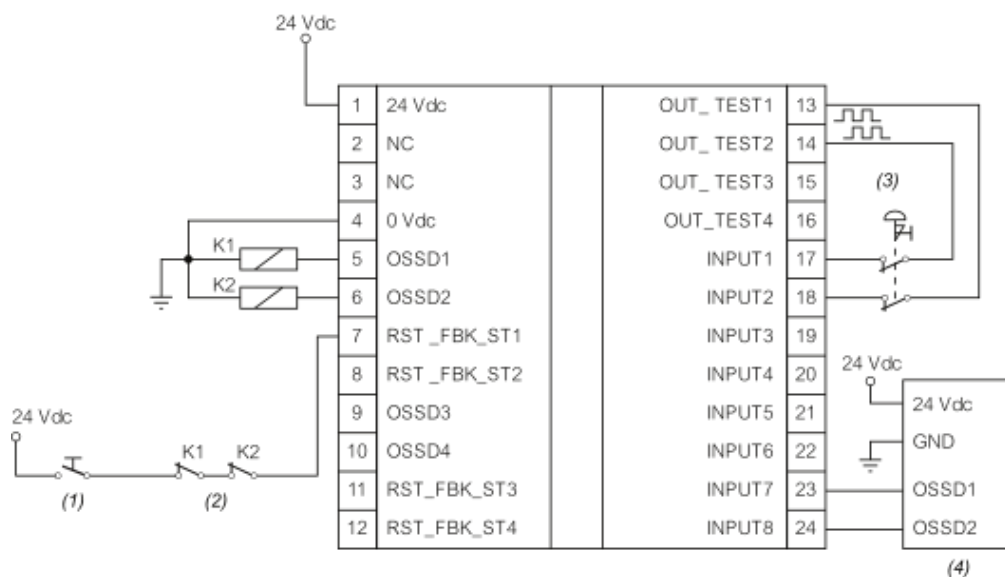 24 Vdc
1 24 Vdc OUT_ TEST1 13
2 NC OUT_ TEST2 14
3 NC OUT_ TEST3 15
(3)
4 0 Vdc OUT_TEST4 16
K1
5 OSSD1 INPUT1 17
K2
6 OSSD2 INPUT2 18
7 RST _FBK_ST1 INPUT3 19
8 RST _FBK_ST2 INPUT4 20
24 Vdc
24 Vdc
9 OSSD3 INPUT5 21
24 Vdc
10 OSSD4 INPUT6 22
GND
K1 K2
11 RST_FBK_ST3 INPUT7 23
OSSD1
(1) (2)
12 RST_FBK_ST4 INPUT8 24
OSSD2
(4)